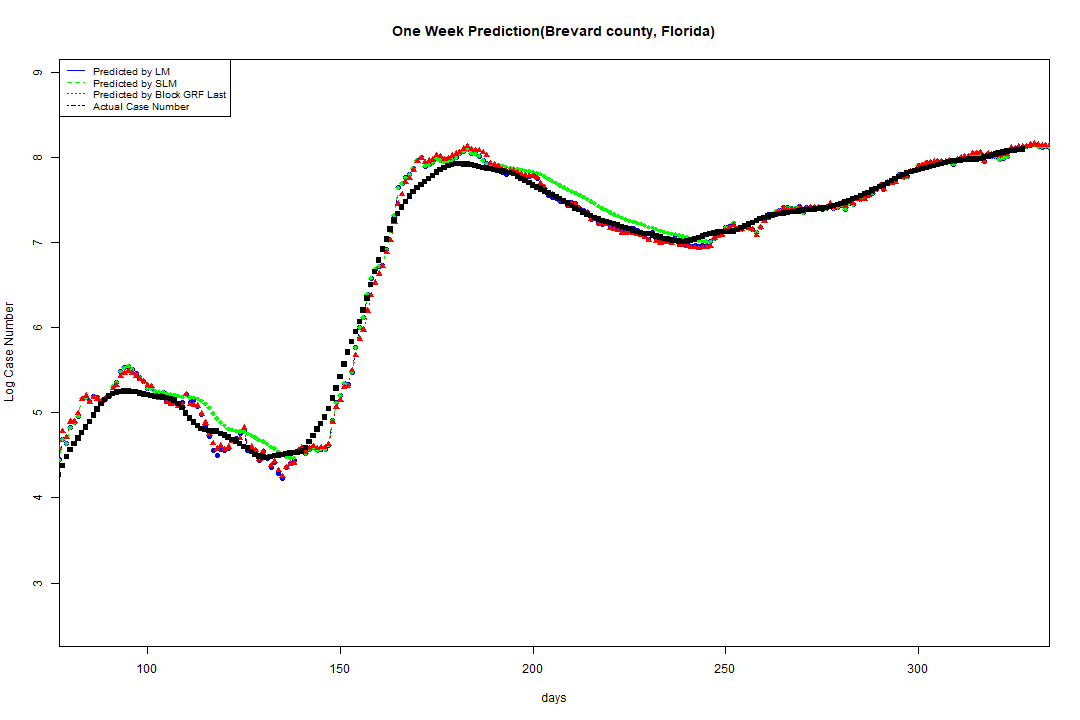 One Week Prediction(Brevard county, Florida)
Predicted by LM
Predicted by SLM
Predicted by Block GRF Last
Actual Case Number
9
8
7
6
5
4
3
Log Case Number
100 150 200 250 300
days